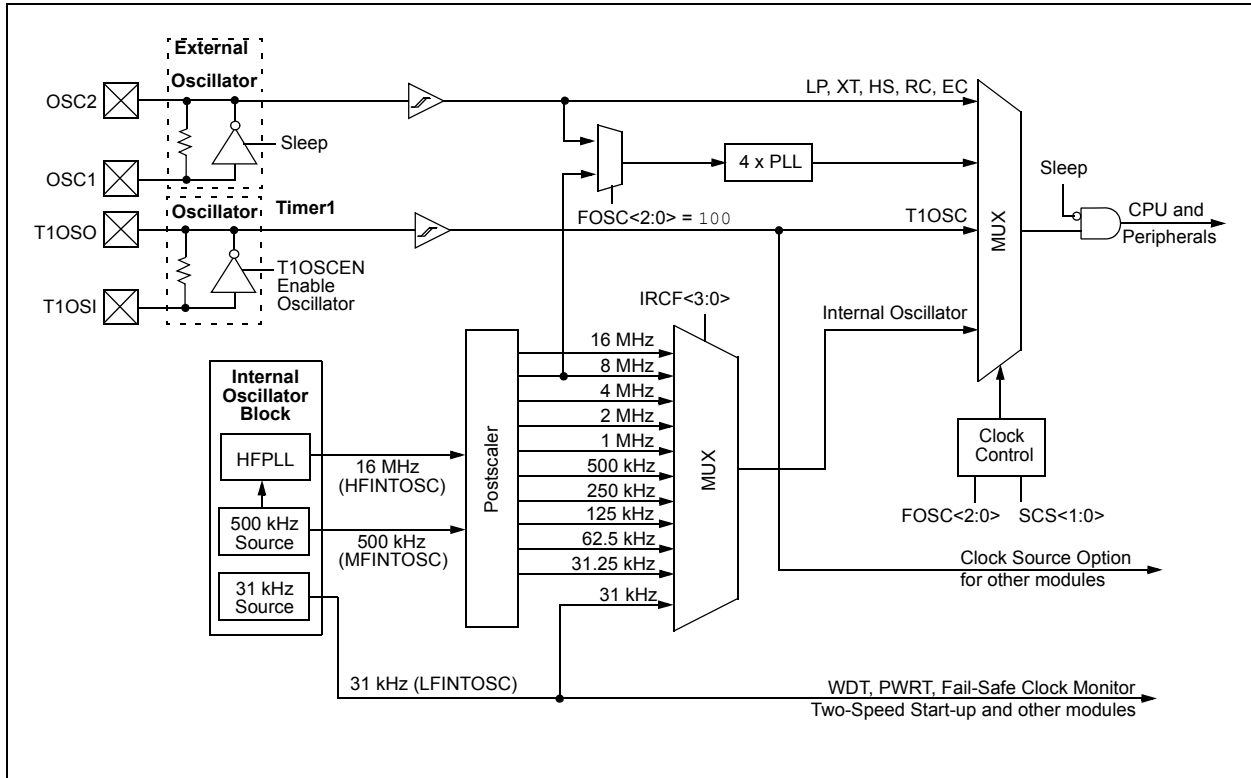 External
Oscillator
OSC2
OSC1
Sleep
LP, XT, HS, RC, EC
4 x PLL
FOSC<2:0> = 100
Oscillator
Timer1
T1OSO
T1OSI
T1OSCEN
Enable
Oscillator
T1OSC
MUX
Sleep
CPU and
Peripherals
IRCF<3:0>
Internal Oscillator
Internal
Oscillator
Block
HFPLL
500 kHz
Source
31 kHz
Source
16 MHz
(HFINTOSC)
500 kHz
(MFINTOSC)
Postscaler
16 MHz
8 MHz
4 MHz
2 MHz
1 MHz
500 kHz
250 kHz
125 kHz
62.5 kHz
31.25 kHz
31 kHz
MUX
Clock
Control
FOSC<2:0>
SCS<1:0>
Clock Source Option
for other modules
31 kHz (LFINTOSC)
WDT, PWRT, Fail-Safe Clock Monitor
Two-Speed Start-up and other modules